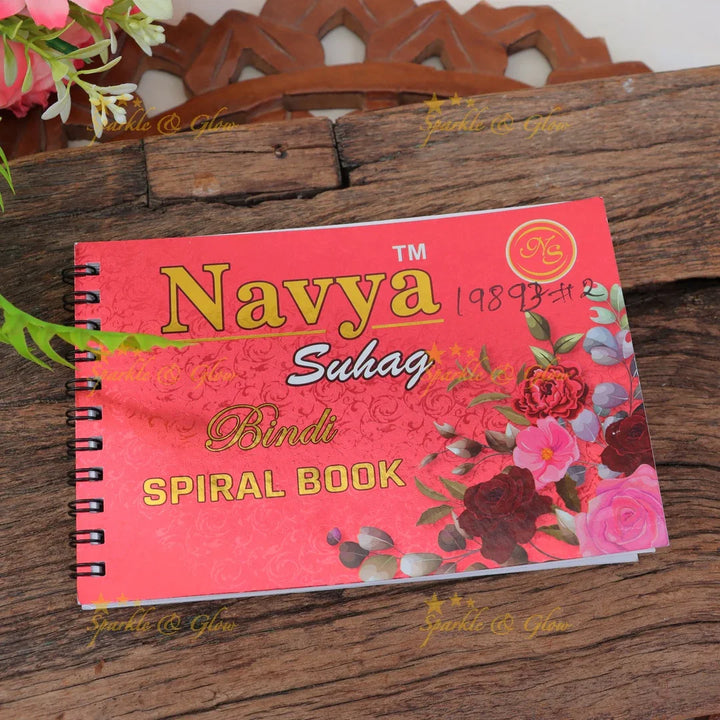 Sparkle & Glow Sparkle & Glow
TM
NS
Navya 19893 #2
Suhag
Sparkle & Glow Sparkle & Glow
Bindi
SPIRAL BOOK
Sparkle & Glow Sparkle & Glow